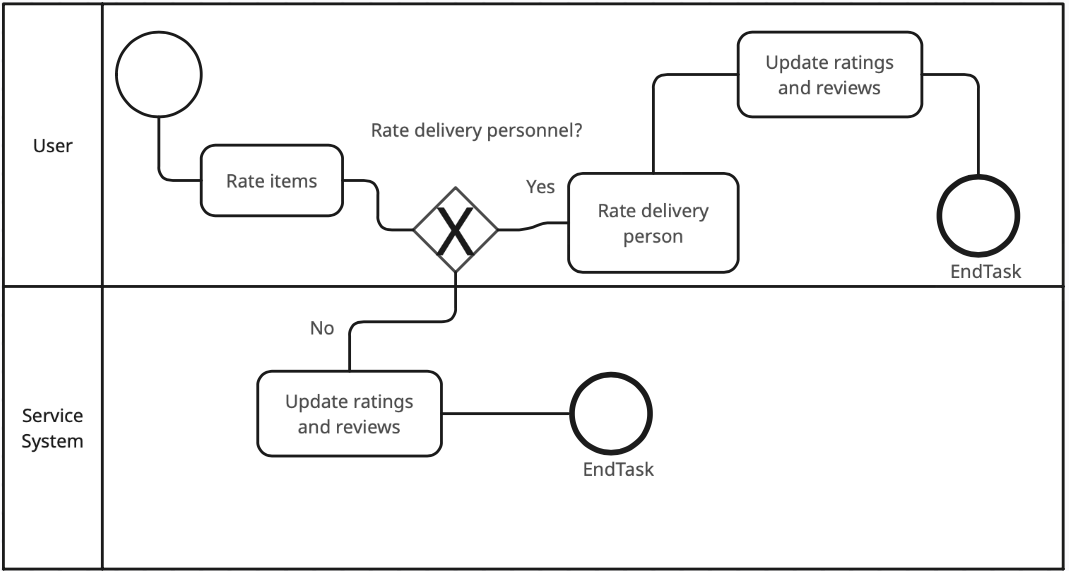 User
Rate items
Rate delivery personnel?
X
Yes
Rate delivery
person
Update ratings
and reviews
EndTask
Service
System
No
Update ratings
and reviews
EndTask